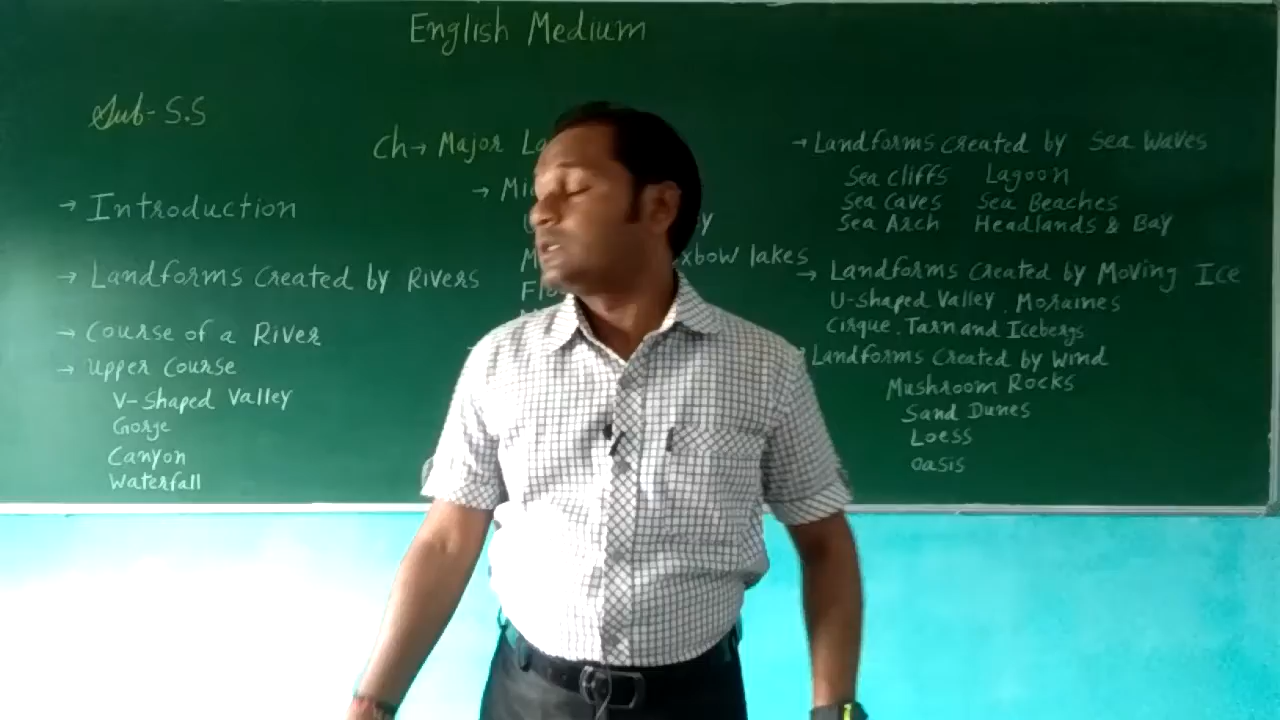 English Medium
Sub- S.S
Ch→ Major
→ Introduction
→ Landforms Created by Rivers
→ Course of a River
→ Upper Course
V-Shaped Valley
Gorge
Canyon
Waterfall
lakes
→ Landforms Created by Sea Waves
Sea Cliffs Lagoon
Sea Caves Sea Beaches
Sea Arch Headlands & Bay
→ Landforms Created by Moving Ice
U-Shaped Valley, Moraines
Cirque, Tarn and Icebergs
Landforms Created by Wind
Mushroom Rocks
Sand Dunes
Loess
Oasis